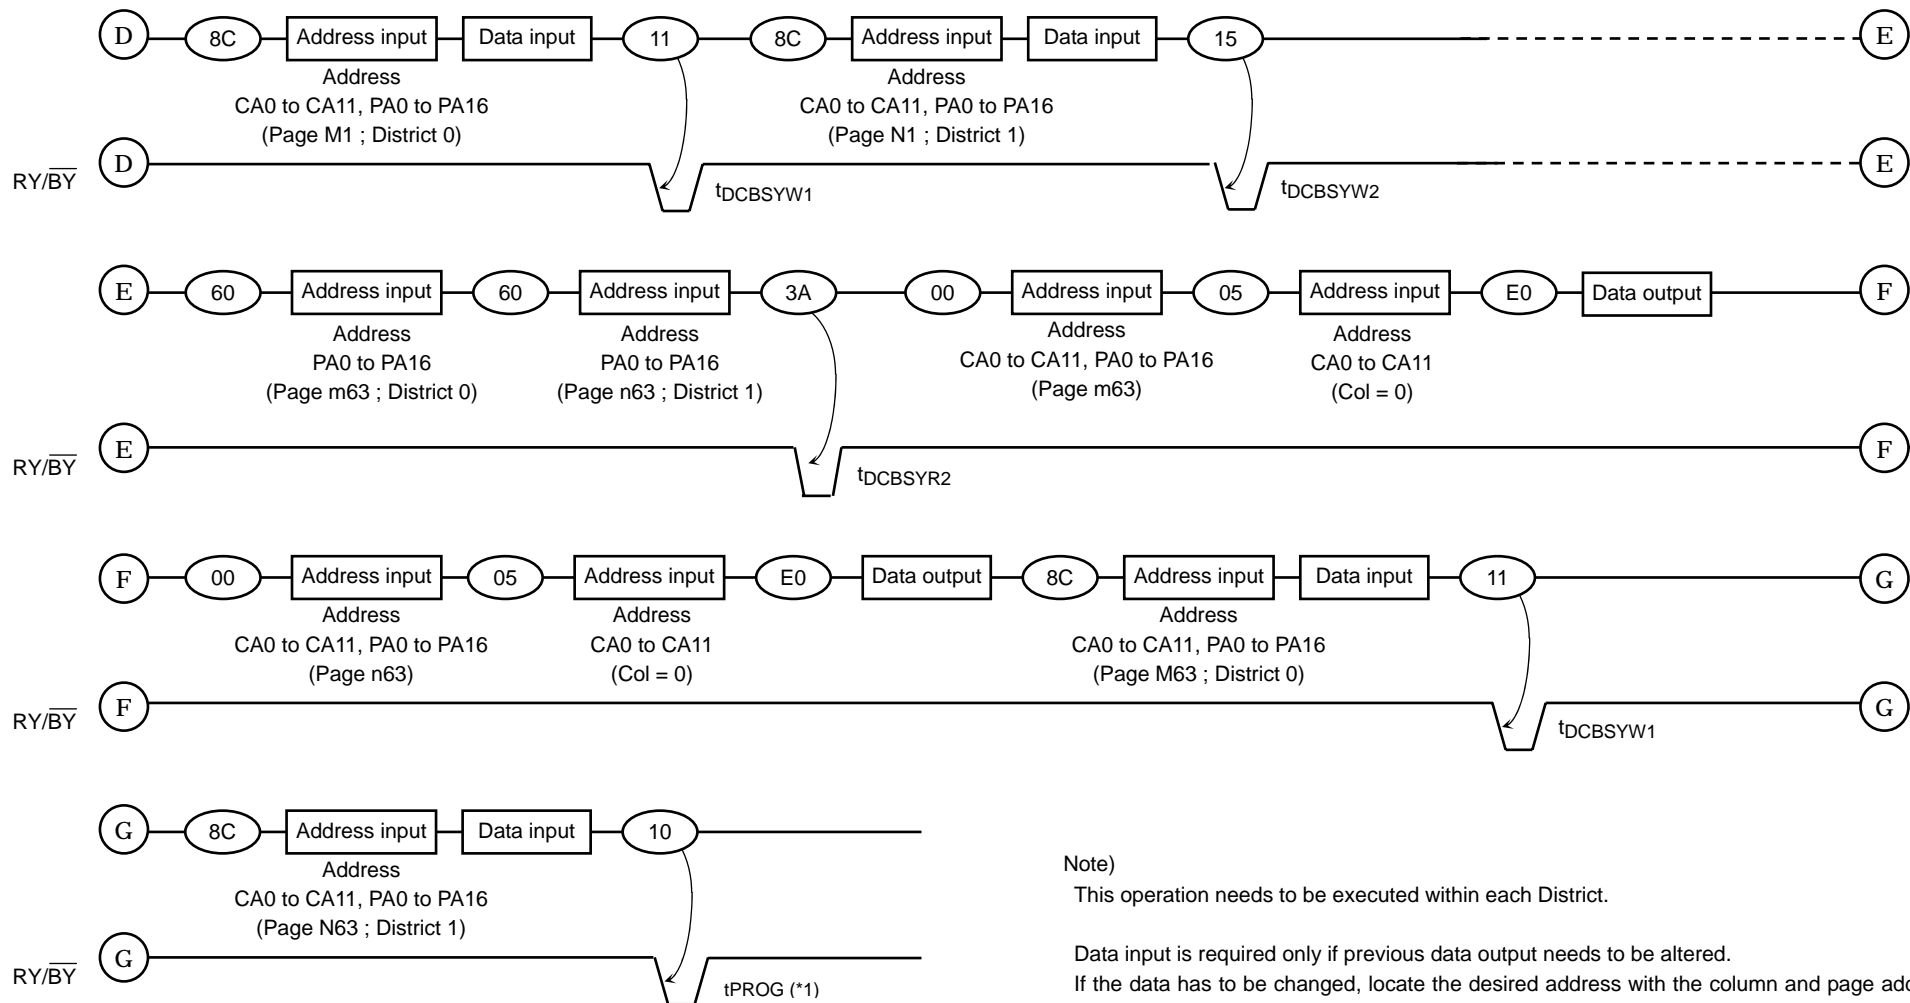 D 8C Address input Data input 11 8C Address input Data input 15 E
Address Address
CA0 to CA11, PA0 to PA16 CA0 to CA11, PA0 to PA16
(Page M1 ; District 0) (Page N1 ; District 1)
RY/BY D tDCBSYW1 tDCBSYW2 E
E 60 Address input 60 Address input 3A 00 Address input 05 Address input E0 Data output F
Address Address Address Address
PA0 to PA16 PA0 to PA16 CA0 to CA11, PA0 to PA16 CA0 to CA11
(Page m63 ; District 0) (Page n63 ; District 1) (Page m63) (Col = 0)
RY/BY E tDCBSYR2 F
F 00 Address input 05 Address input E0 Data output 8C Address input Data input 11 G
Address Address Address
CA0 to CA11, PA0 to PA16 CA0 to CA11 CA0 to CA11, PA0 to PA16
(Page n63) (Col = 0) (Page M63 ; District 0)
RY/BY F tDCBSYW1 G
G 8C Address input Data input 10
Address
CA0 to CA11, PA0 to PA16
(Page N63 ; District 1)
RY/BY G tPROG (*1)
Note)
This operation needs to be executed within each District.
Data input is required only if previous data output needs to be altered.
If the data has to be changed, locate the desired address with the column and page